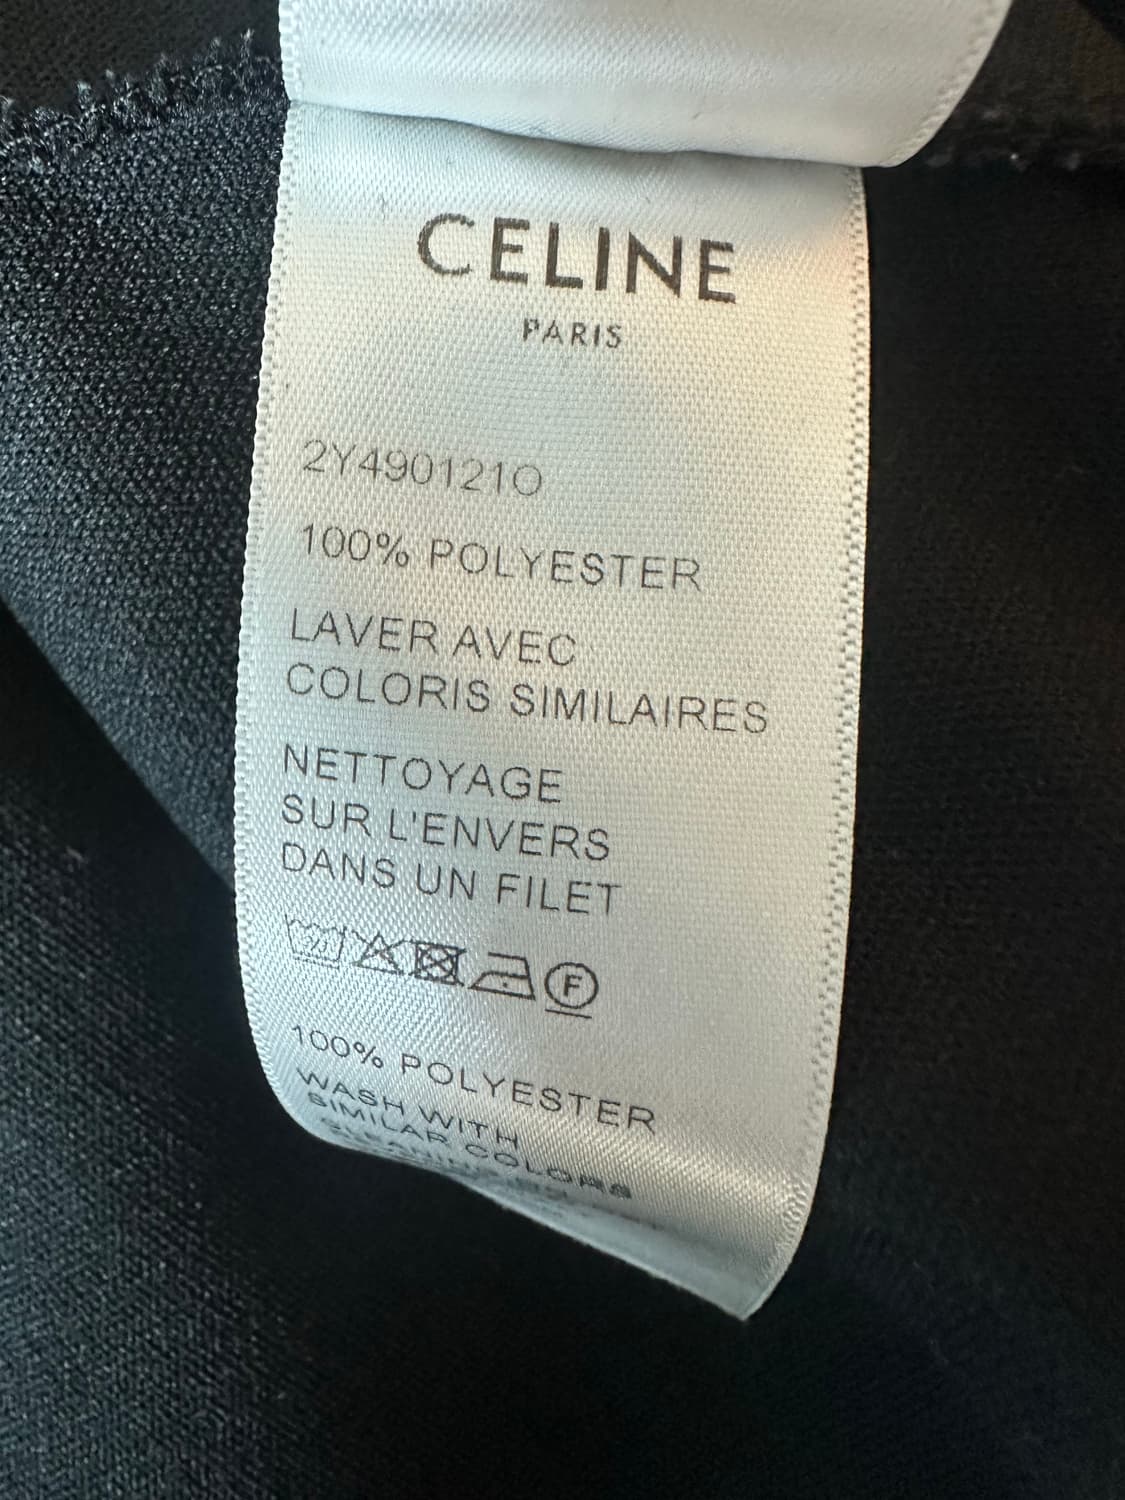 CELINE
PARIS
2Y490121O
100% POLYESTER
LAVER AVEC
COLORIS SIMILAIRES
NETTOYAGE
SUR L'ENVERS
DANS UN FILET
F
100% POLYESTER
WASH WITH
SIMILAR COLORS